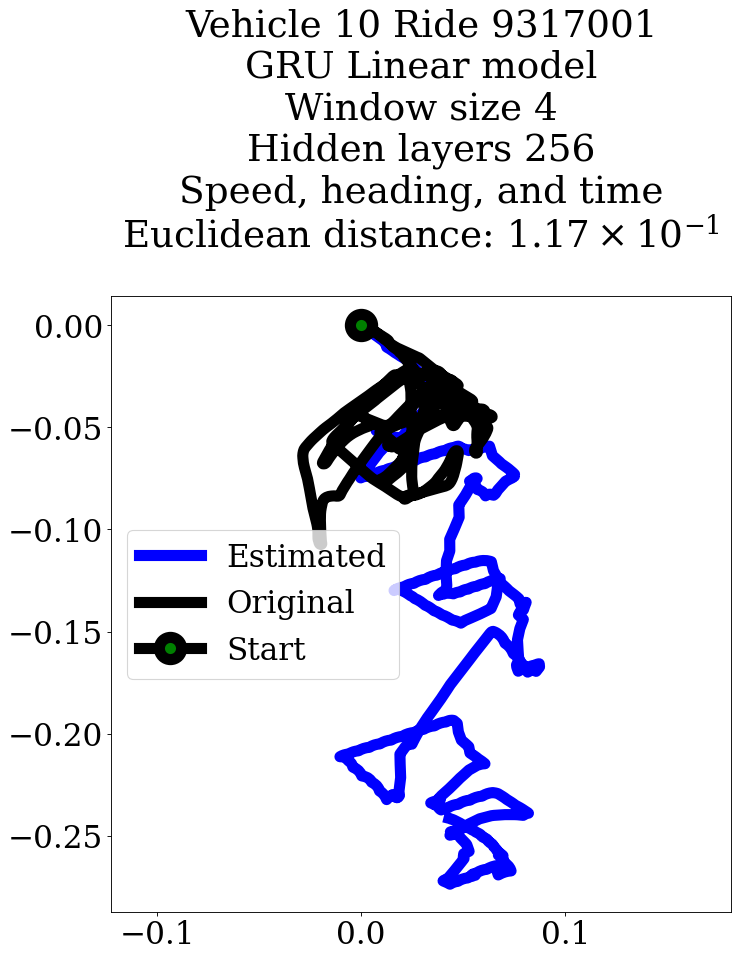 Vehicle 10 Ride 9317001
GRU Linear model
Window size 4
Hidden layers 256
Speed, heading, and time
Euclidean distance: 1.17 × 10⁻¹
0.00
−0.05
−0.10
−0.15
−0.20
−0.25
Estimated
Original
Start
−0.1 0.0 0.1